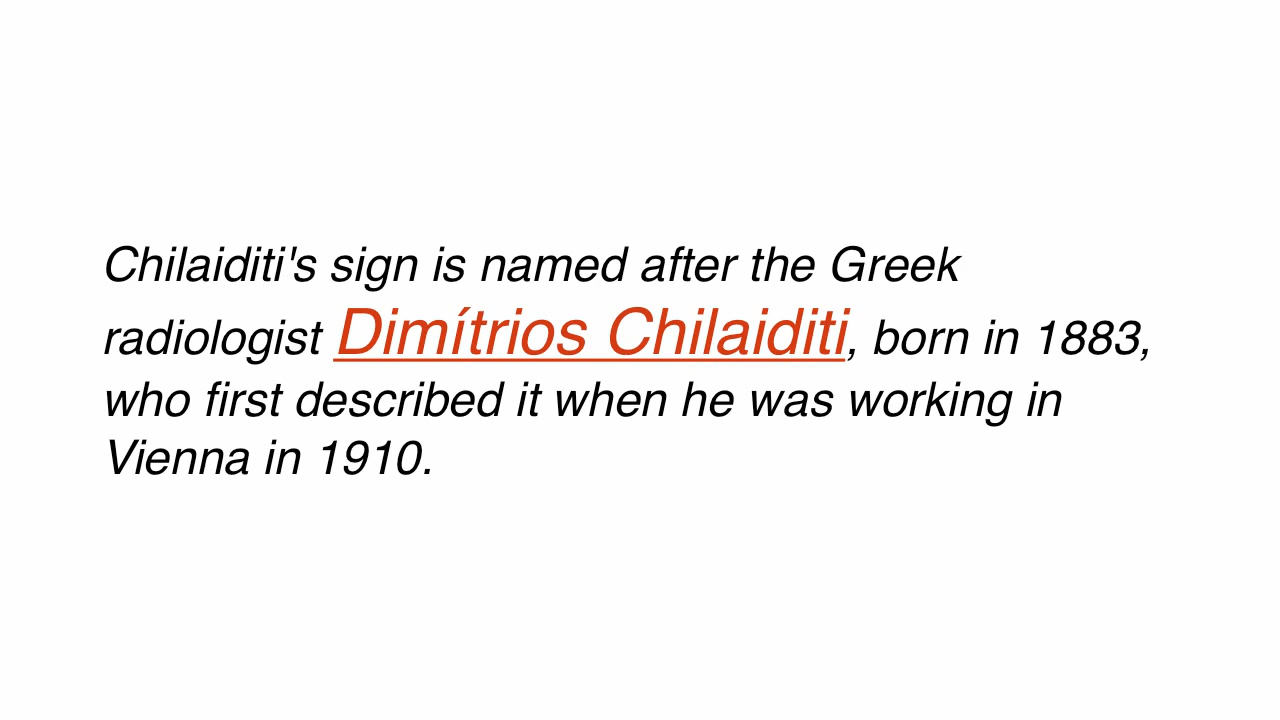 Chilaiditi's sign is named after the Greek
radiologist Dimítrios Chilaiditi, born in 1883,
who first described it when he was working in
Vienna in 1910.